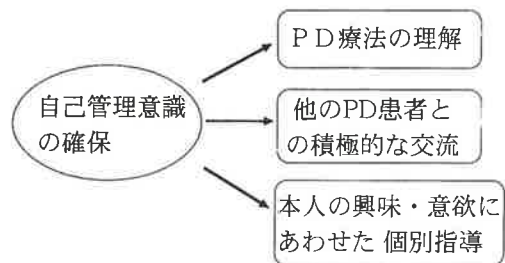 自己管理意識
の確保
ＰＤ療法の理解
他のPD患者と
の積極的な交流
本人の興味・意欲に
あわせた 個別指導